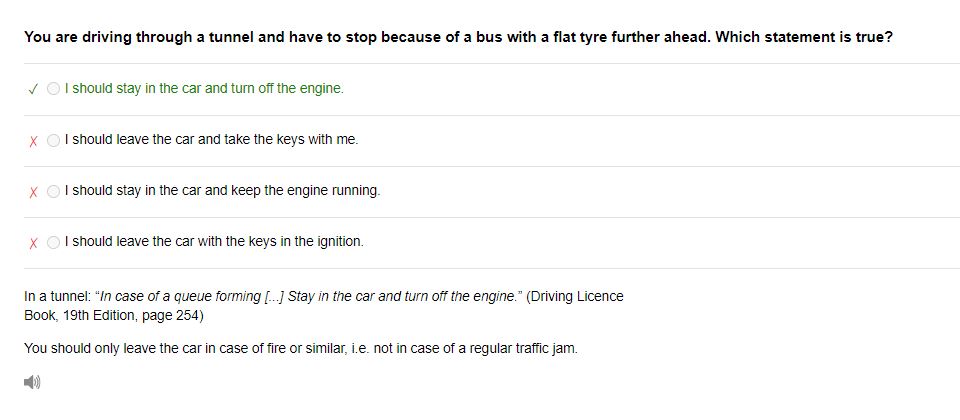 You are driving through a tunnel and have to stop because of a bus with a flat tyre further ahead. Which statement is true?
✓ I should stay in the car and turn off the engine.
X I should leave the car and take the keys with me.
X I should stay in the car and keep the engine running.
X I should leave the car with the keys in the ignition.
In a tunnel: “In case of a queue forming [...] Stay in the car and turn off the engine.” (Driving Licence
Book, 19th Edition, page 254)
You should only leave the car in case of fire or similar, i.e. not in case of a regular traffic jam.